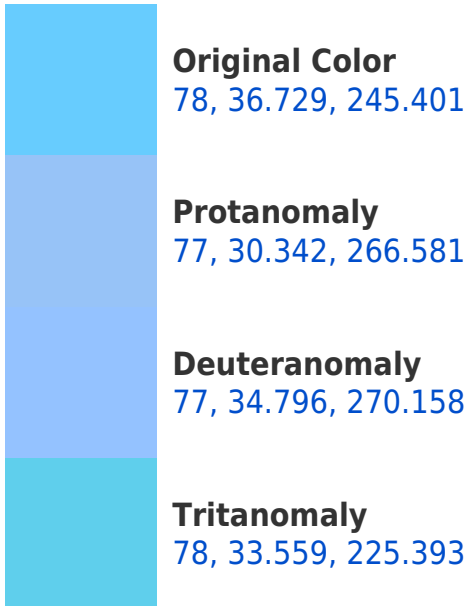 Original Color
78, 36.729, 245.401
Protanomaly
77, 30.342, 266.581
Deuteranomaly
77, 34.796, 270.158
Tritanomaly
78, 33.559, 225.393